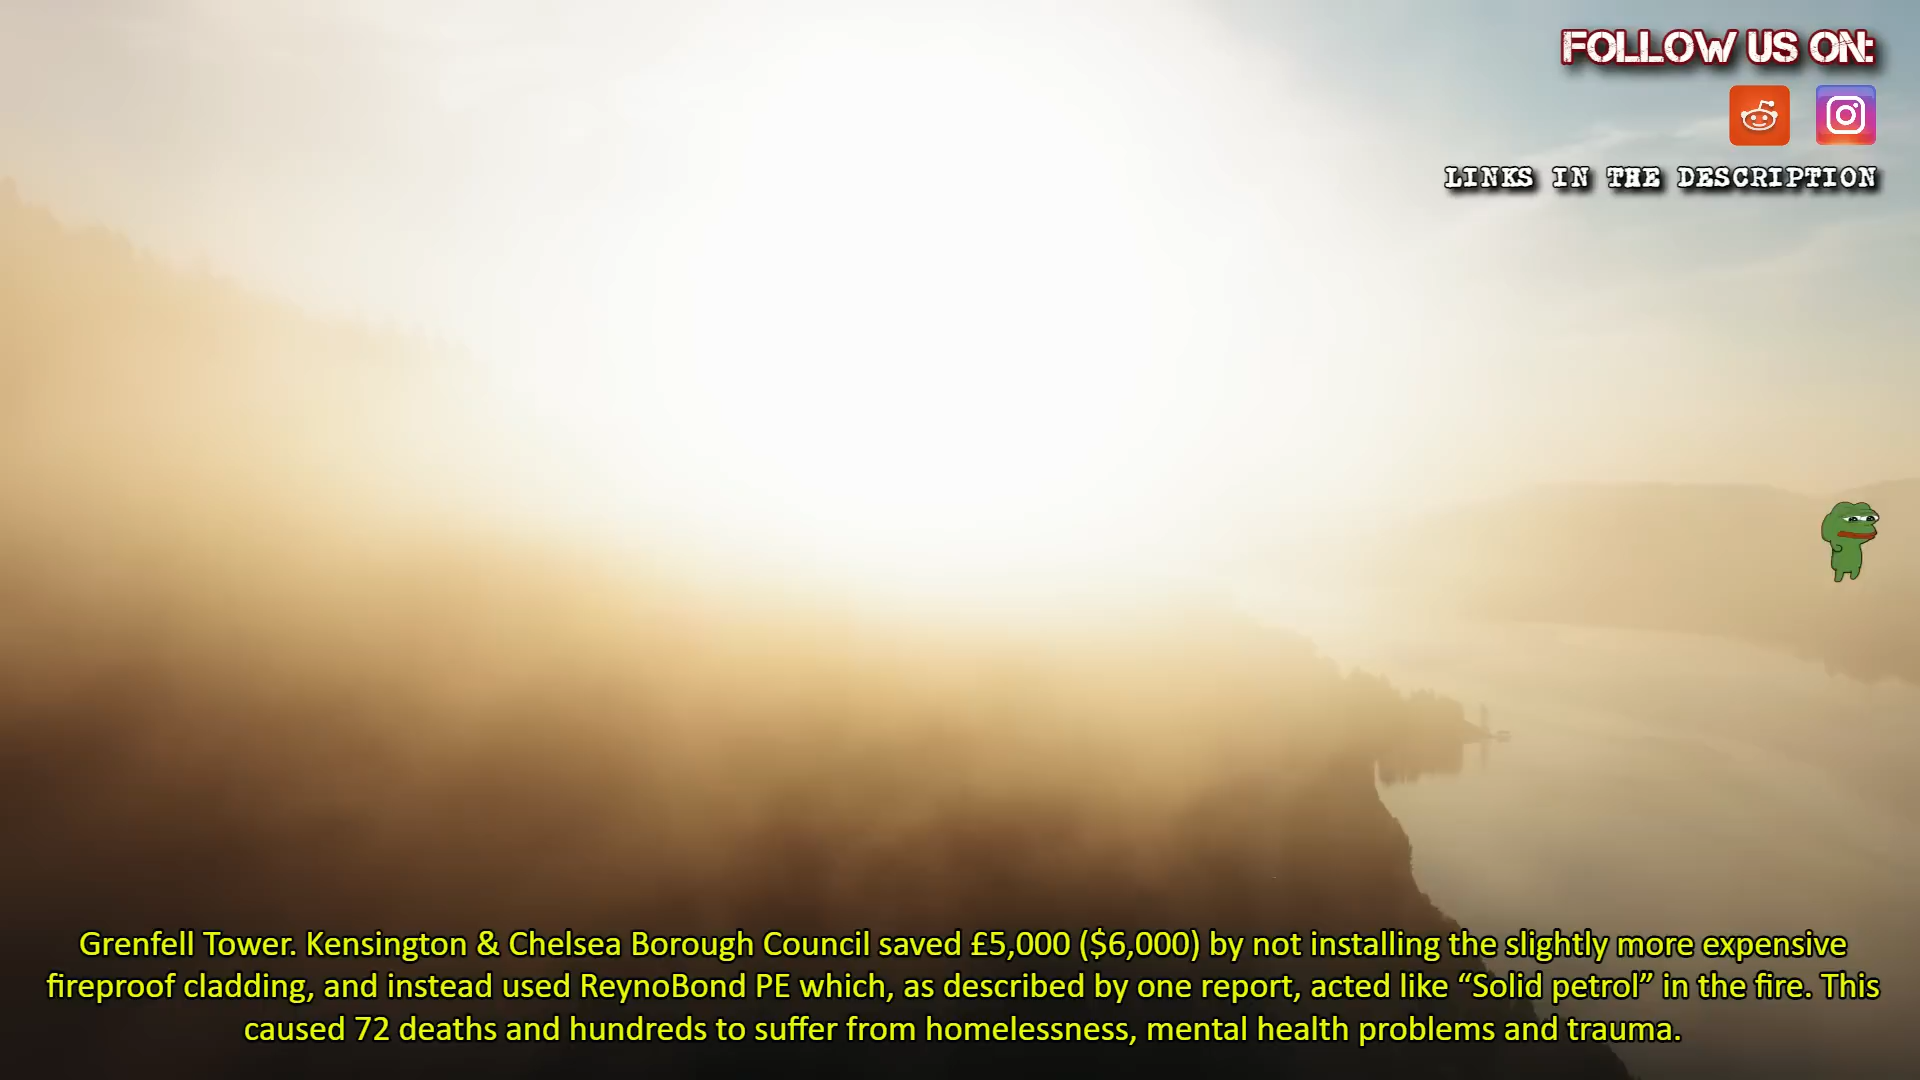 FOLLOW US ON:
LINKS IN THE DESCRIPTION
Grenfell Tower. Kensington & Chelsea Borough Council saved £5,000 ($6,000) by not installing the slightly more expensive
fireproof cladding, and instead used ReynoBond PE which, as described by one report, acted like “Solid petrol” in the fire. This
caused 72 deaths and hundreds to suffer from homelessness, mental health problems and trauma.